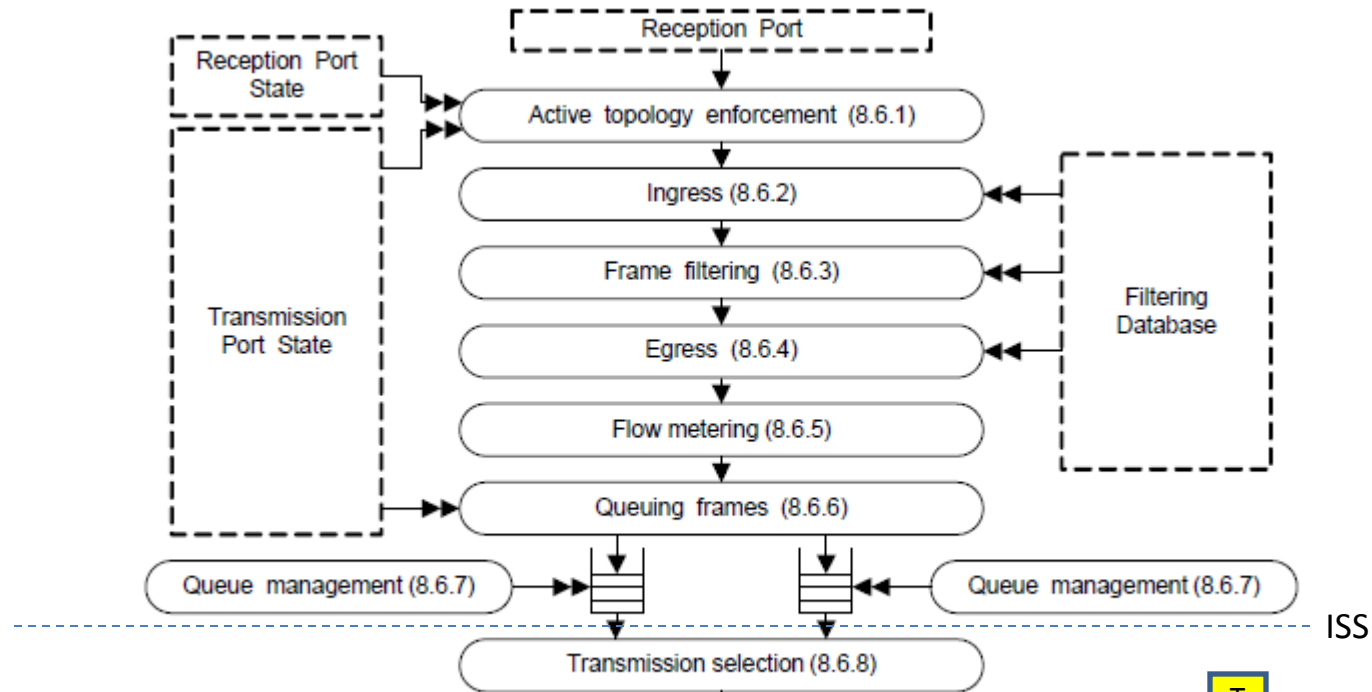 Reception Port
Reception Port
State
Active topology enforcement (8.6.1)
Ingress (8.6.2)
Frame filtering (8.6.3)
Transmission
Port State
Filtering
Database
Egress (8.6.4)
Flow metering (8.6.5)
Queuing frames (8.6.6)
Queue management (8.6.7)
Queue management (8.6.7)
ISS
Transmission selection (8.6.8)
T